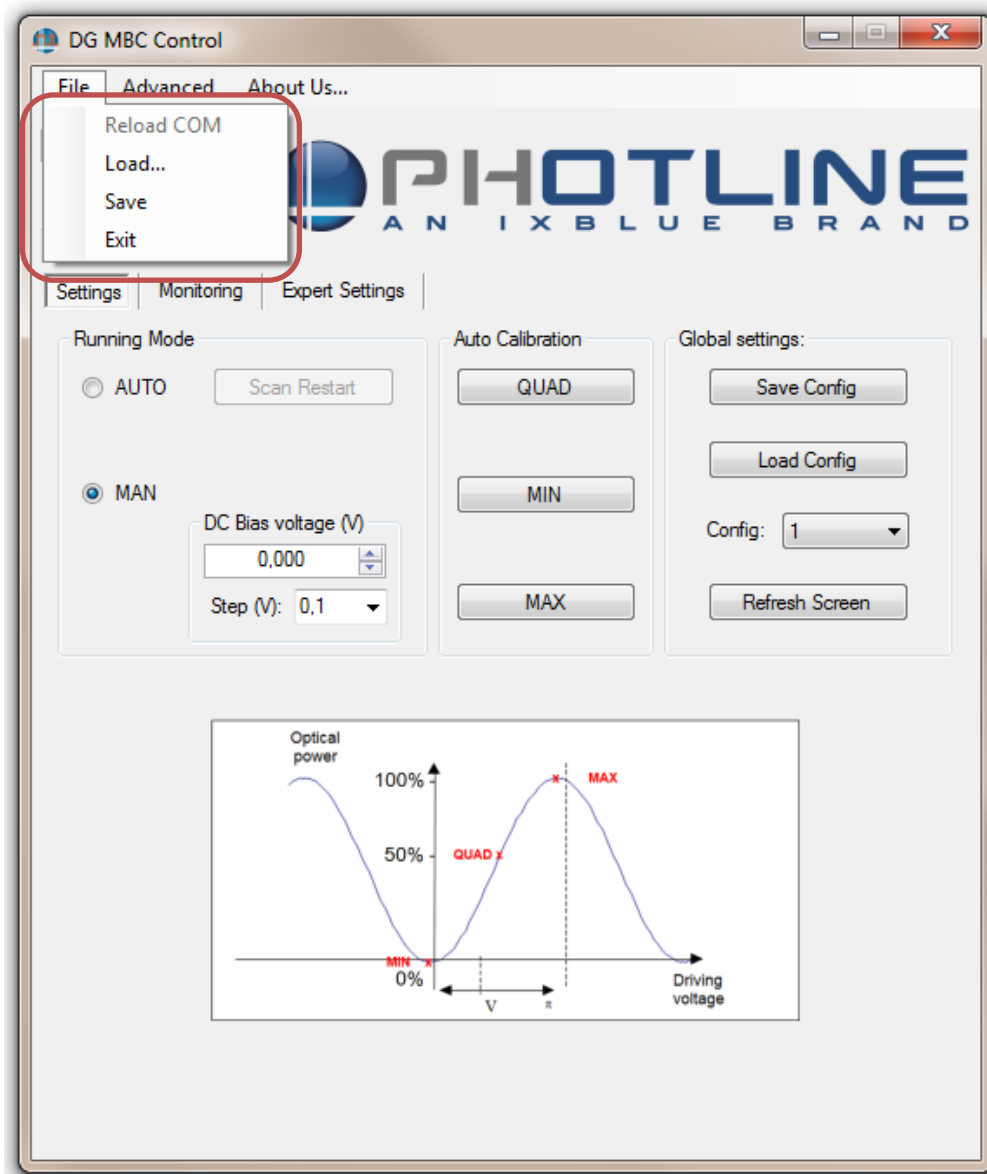 DG MBC Control
File Advanced About Us...
Reload COM
Load...
Save
Exit
PHOTLINE
AN IXBLUE BRAND
Settings Monitoring Expert Settings
Running Mode
AUTO Scan Restart
MAN
DC Bias voltage (V)
0,000
Step (V): 0,1
Auto Calibration
QUAD
MIN
MAX
Global settings:
Save Config
Load Config
Config: 1
Refresh Screen
Optical
power
100%
MAX
50%
QUAD x
MIN x
0%
V π
Driving
voltage